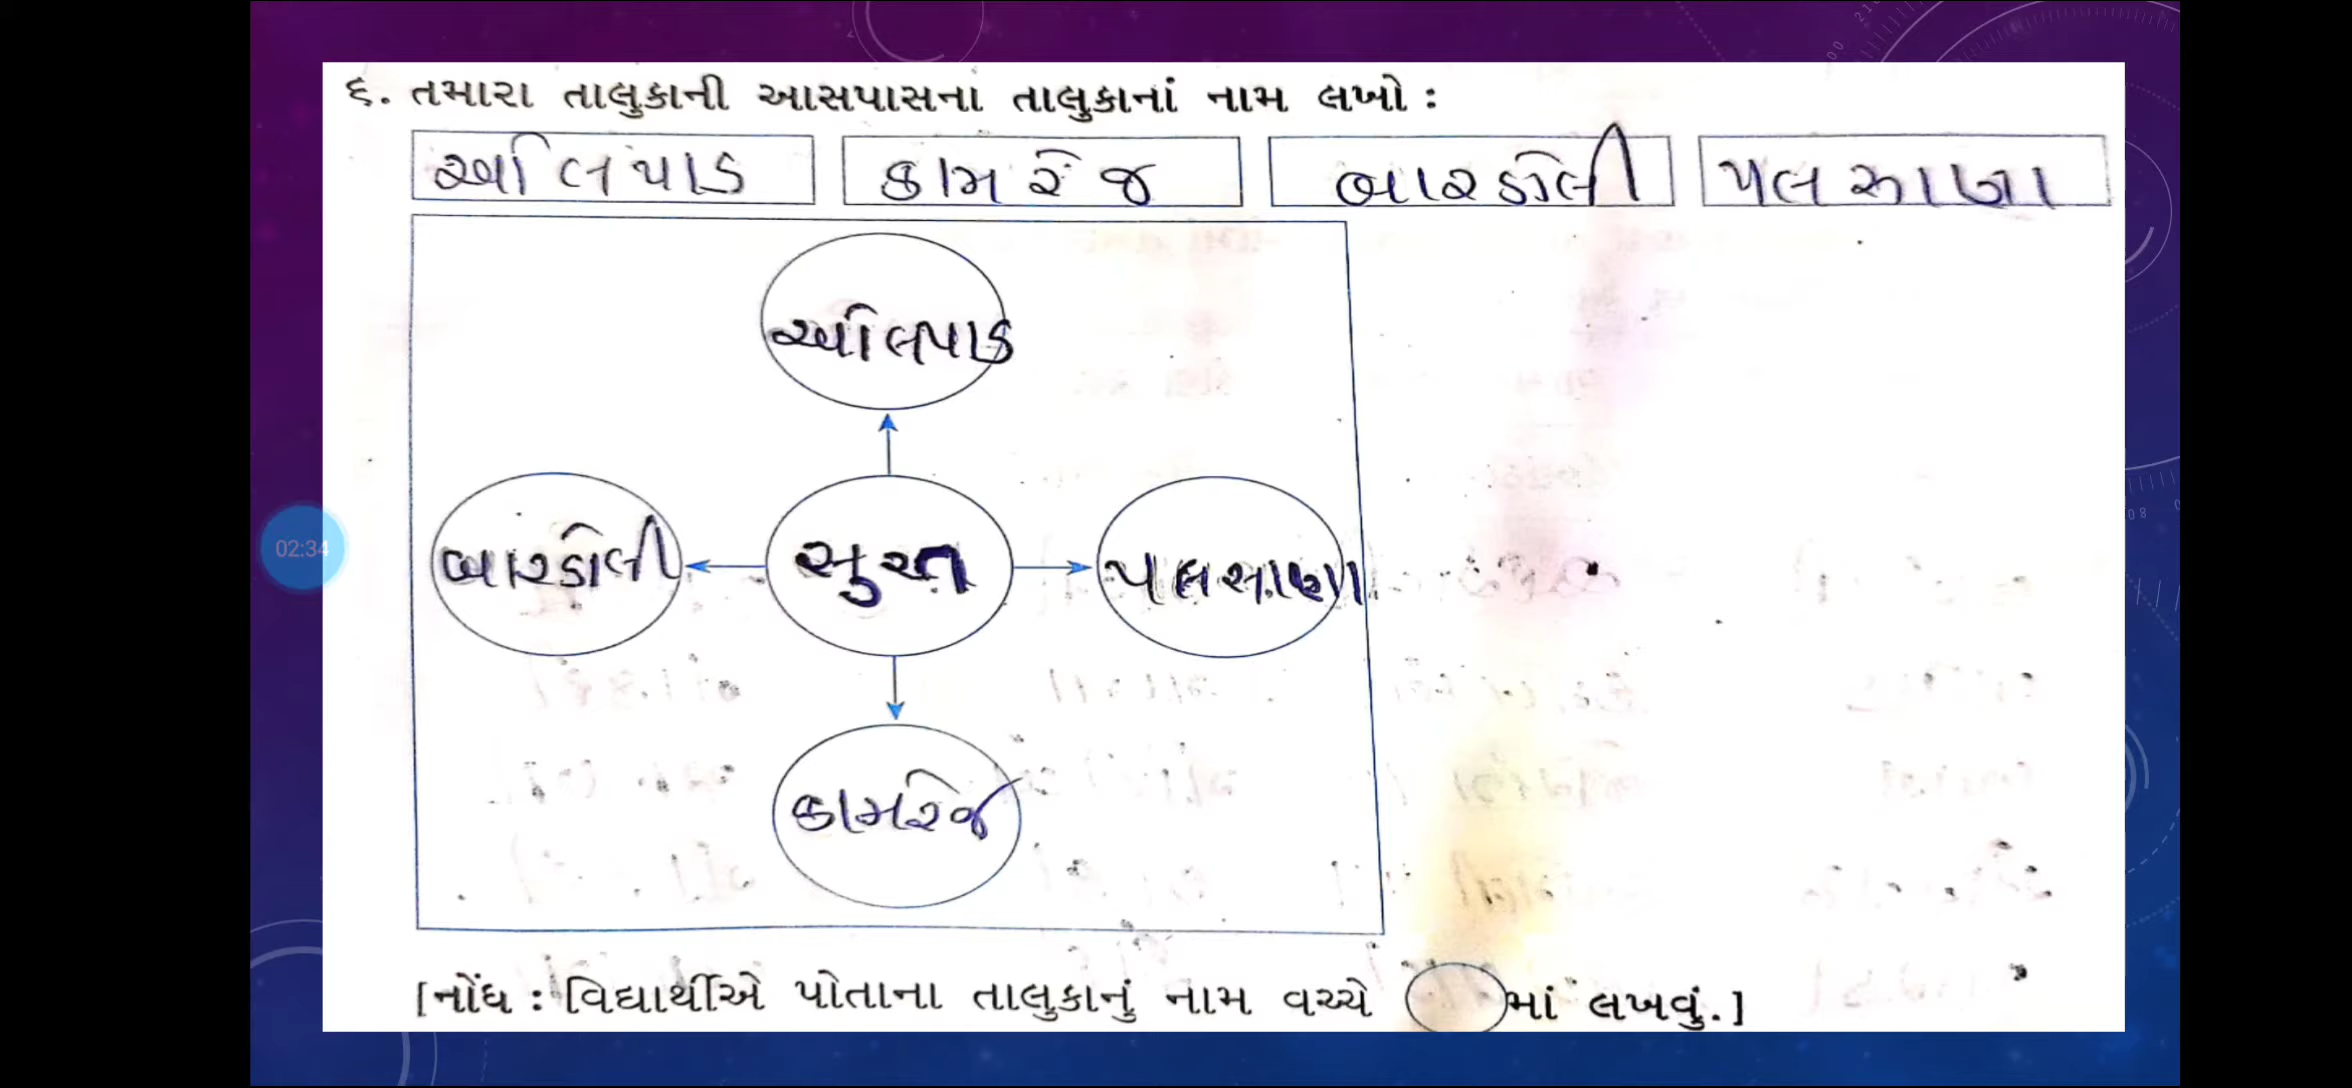 ૬. તમારા તાલુકાની આસપાસના તાલુકાનાં નામ લખો :
ઓલપાડ કામરેજ બારડોલી પલસાણા
ઓલપાડ
બારડોલી સુરત પલસાણા
02:34
કામરેજ
[નોંધ : વિદ્યાર્થીએ પોતાના તાલુકાનું નામ વચ્ચે માં લખવું.]